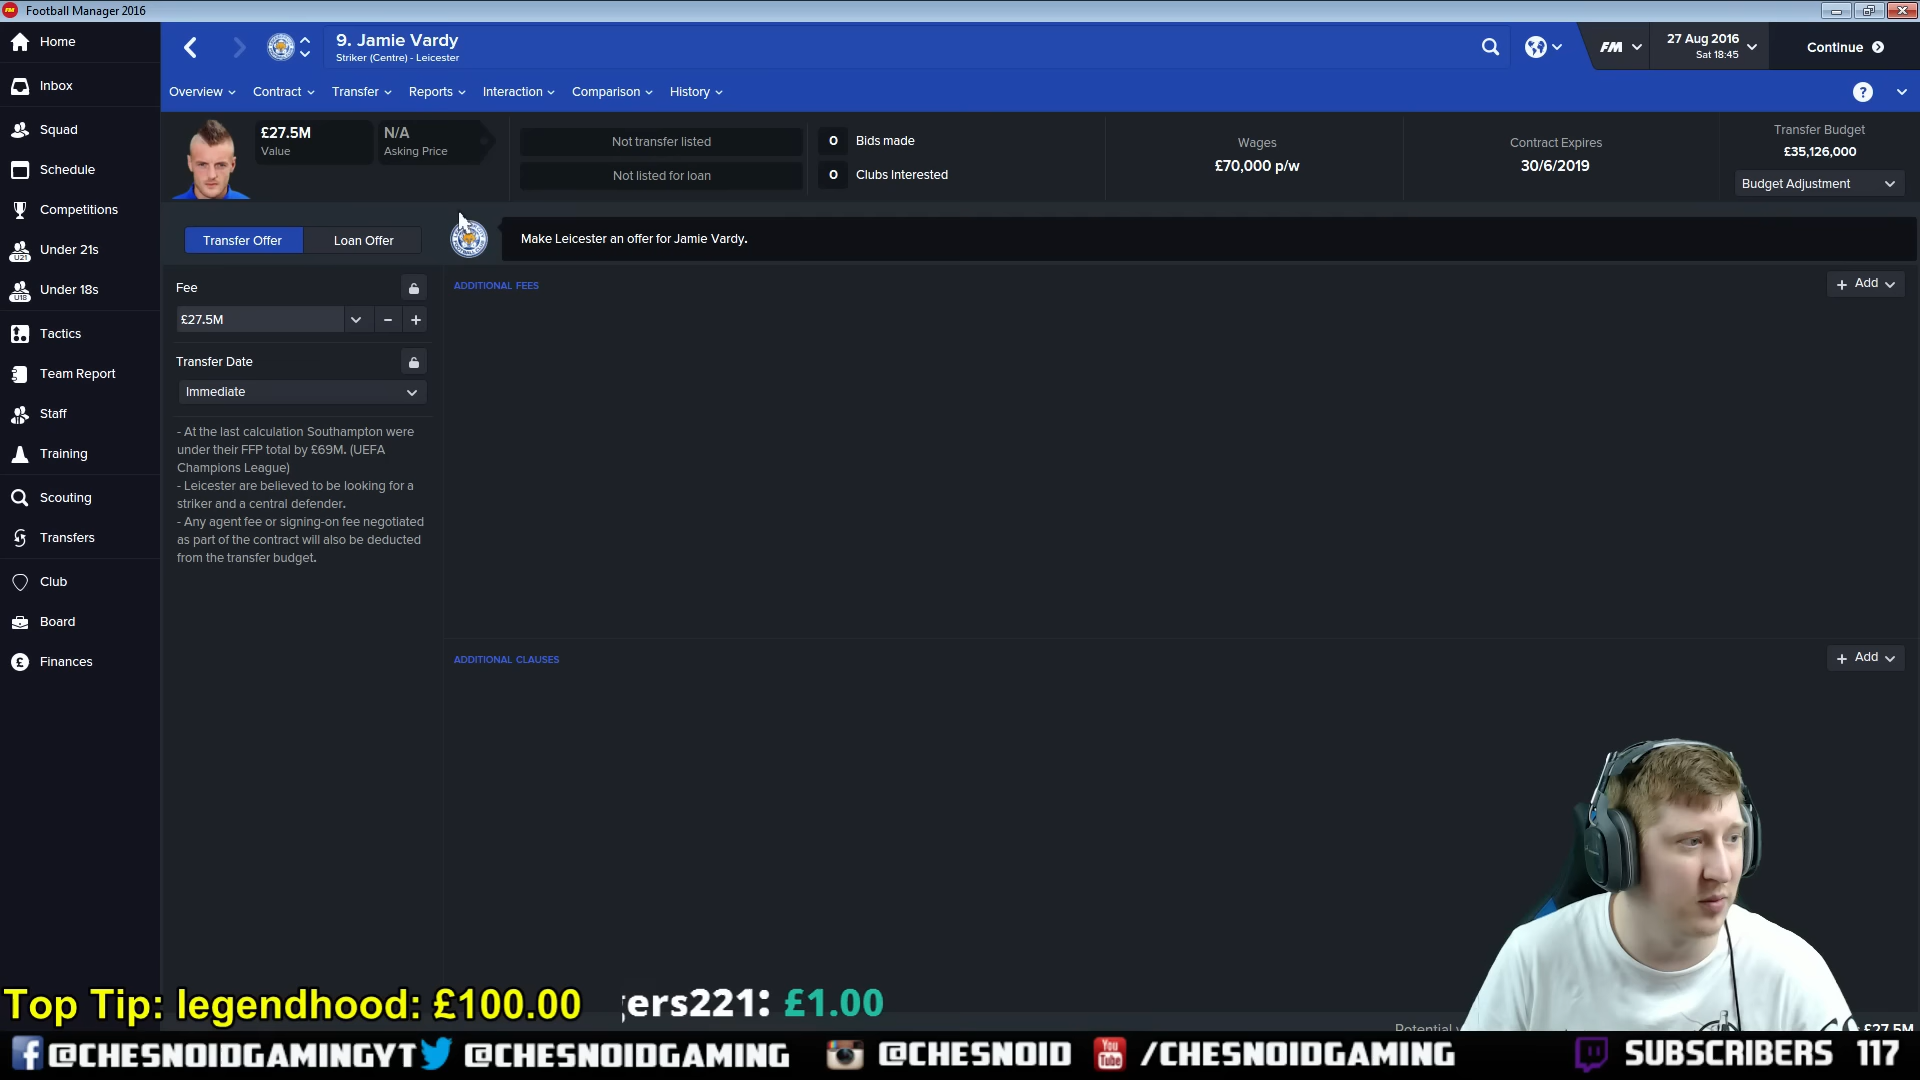 Football Manager 2016
Home
Inbox
Squad
Schedule
Competitions
Under 21s
Under 18s
Tactics
Team Report
Staff
Training
Scouting
Transfers
Club
Board
Finances
9. Jamie Vardy
Striker (Centre) - Leicester
FM
27 Aug 2016
Sat 18:45
Continue
Overview
Contract
Transfer
Reports
Interaction
Comparison
History
?
£27.5M
Value
N/A
Asking Price
Not transfer listed
Not listed for loan
0 Bids made
0 Clubs Interested
Wages
£70,000 p/w
Contract Expires
30/6/2019
Transfer Budget
£35,126,000
Budget Adjustment
Transfer Offer
Loan Offer
Make Leicester an offer for Jamie Vardy.
Fee
£27.5M
Transfer Date
Immediate
- At the last calculation Southampton were
under their FFP total by £69M. (UEFA
Champions League)
- Leicester are believed to be looking for a
striker and a central defender.
- Any agent fee or signing-on fee negotiated
as part of the contract will also be deducted
from the transfer budget.
ADDITIONAL FEES
+ Add
ADDITIONAL CLAUSES
+ Add
Potential
£27.5M
Top Tip: legendhood: £100.00
ers221: £1.00
@CHESNOIDGAMINGYT
@CHESNOIDGAMING
@CHESNOID
You Tube
/CHESNOIDGAMING
SUBSCRIBERS 117